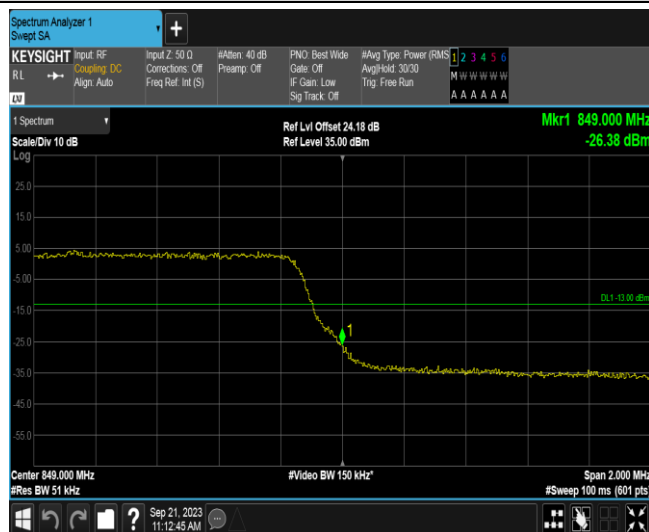 Spectrum Analyzer 1
Swept SA
KEYSIGHT
RL
LXI
Input: RF
Coupling: DC
Align: Auto
Input Z: 50 Ω
Corrections: Off
Freq Ref: Int (S)
#Atten: 40 dB
Preamp: Off
PNO: Best Wide
Gate: Off
IF Gain: Low
Sig Track: Off
#Avg Type: Power (RMS
Avg|Hold: 30/30
Trig: Free Run
1 2 3 4 5 6
M W W W W W
A A A A A A
1 Spectrum
Scale/Div 10 dB
Ref Lvl Offset 24.18 dB
Ref Level 35.00 dBm
Mkr1 849.000 MHz
-26.38 dBm
Log
25.0
15.0
5.00
-5.00
DL1 -13.00 dBm
-15.0
1
-25.0
-35.0
-45.0
-55.0
Center 849.000 MHz
#Video BW 150 kHz*
Span 2.000 MHz
#Res BW 51 kHz
#Sweep 100 ms (601 pts)
?
Sep 21, 2023
11:12:45 AM